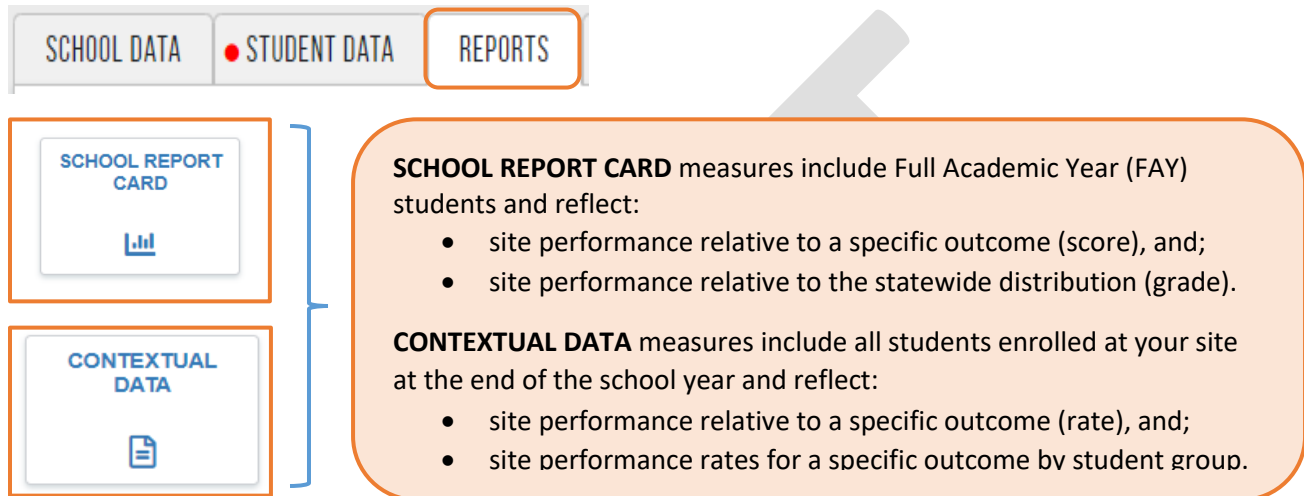 SCHOOL DATA STUDENT DATA REPORTS
SCHOOL REPORT
CARD
CONTEXTUAL
DATA
SCHOOL REPORT CARD measures include Full Academic Year (FAY)
students and reflect:
• site performance relative to a specific outcome (score), and;
• site performance relative to the statewide distribution (grade).
CONTEXTUAL DATA measures include all students enrolled at your site
at the end of the school year and reflect:
• site performance relative to a specific outcome (rate), and;
• site performance rates for a specific outcome by student group.